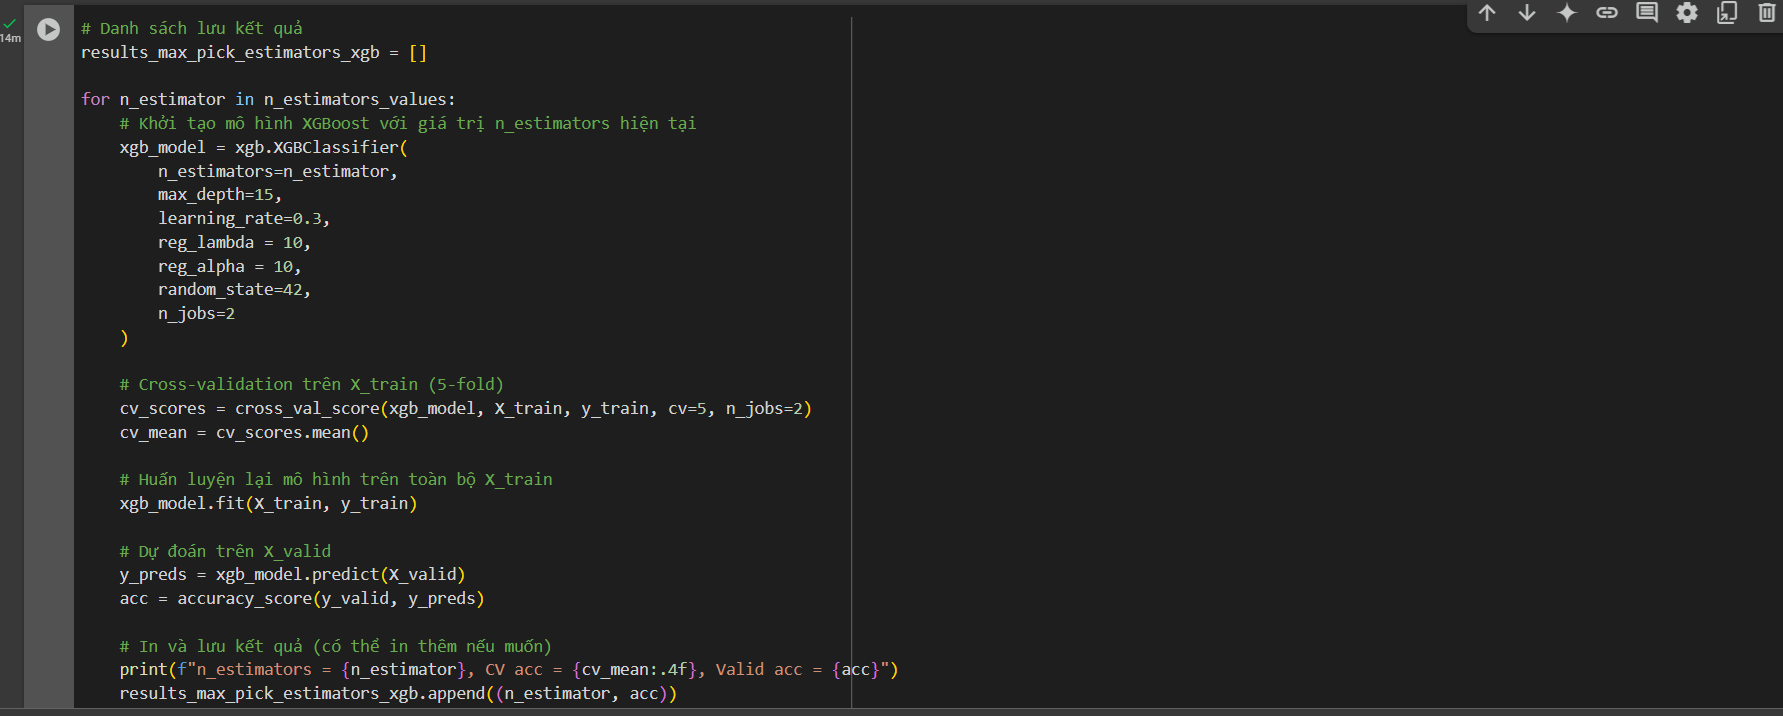 14m
# Danh sách lưu kết quả
results_max_pick_estimators_xgb = []

for n_estimator in n_estimators_values:
    # Khởi tạo mô hình XGBoost với giá trị n_estimators hiện tại
    xgb_model = xgb.XGBClassifier(
        n_estimators=n_estimator,
        max_depth=15,
        learning_rate=0.3,
        reg_lambda = 10,
        reg_alpha = 10,
        random_state=42,
        n_jobs=2
    )

    # Cross-validation trên X_train (5-fold)
    cv_scores = cross_val_score(xgb_model, X_train, y_train, cv=5, n_jobs=2)
    cv_mean = cv_scores.mean()

    # Huấn luyện lại mô hình trên toàn bộ X_train
    xgb_model.fit(X_train, y_train)

    # Dự đoán trên X_valid
    y_preds = xgb_model.predict(X_valid)
    acc = accuracy_score(y_valid, y_preds)

    # In và lưu kết quả (có thể in thêm nếu muốn)
    print(f"n_estimators = {n_estimator}, CV acc = {cv_mean:.4f}, Valid acc = {acc}")
    results_max_pick_estimators_xgb.append((n_estimator, acc))